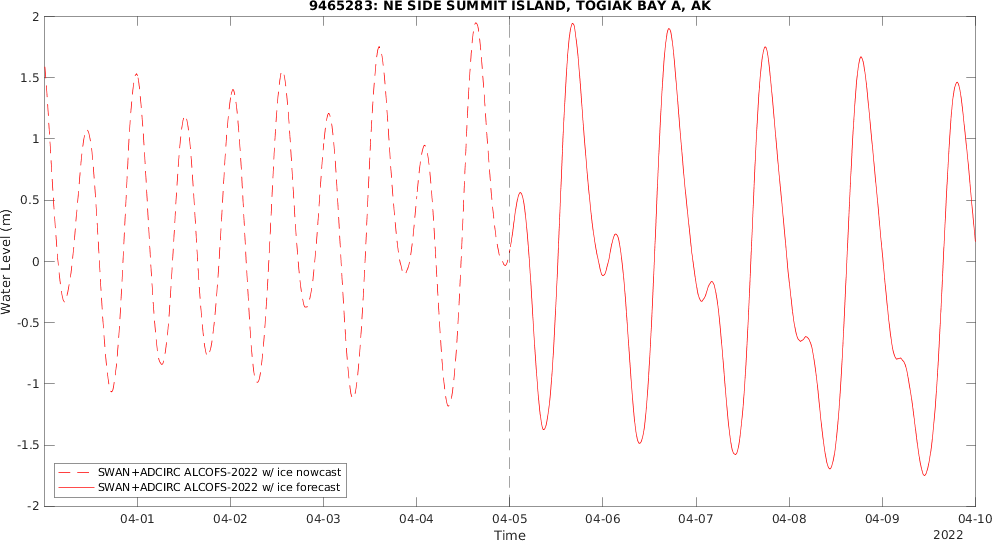 9465283: NE SIDE SUMMIT ISLAND, TOGIAK BAY A, AK
2
1.5
1
0.5
0
-0.5
-1
-1.5
-2
Water Level (m)
SWAN+ADCIRC ALCOFS-2022 w/ ice nowcast
SWAN+ADCIRC ALCOFS-2022 w/ ice forecast
04-01 04-02 04-03 04-04 04-05 04-06 04-07 04-08 04-09 04-10
Time
2022